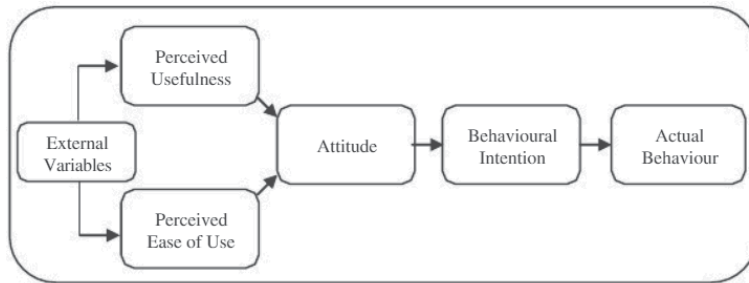 Perceived
Usefulness
External
Variables
Perceived
Ease of Use
Attitude
Behavioural
Intention
Actual
Behaviour